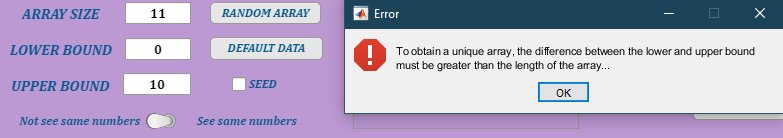 ARRAY SIZE 11 RANDOM ARRAY
LOWER BOUND 0 DEFAULT DATA
UPPER BOUND 10 SEED
Not see same numbers See same numbers
Error
To obtain a unique array, the difference between the lower and upper bound
must be greater than the length of the array...
OK